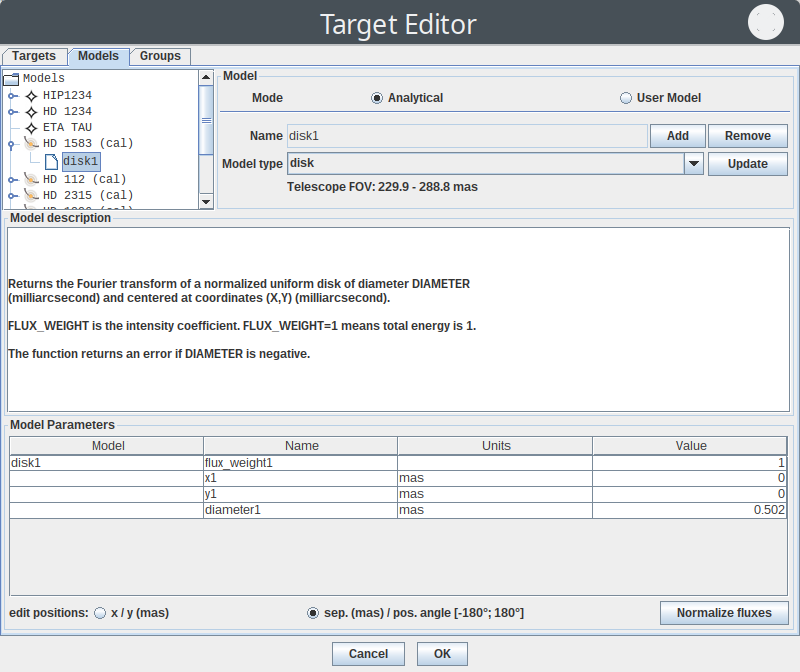 Target Editor
Targets Models Groups
Models
HIP1234
HD 1234
ETA TAU
HD 1583 (cal)
disk1
HD 112 (cal)
HD 2315 (cal)
Model
Mode Analytical User Model
Name disk1 Add Remove
Model type disk Update
Telescope FOV: 229.9 - 288.8 mas
Model description
Returns the Fourier transform of a normalized uniform disk of diameter DIAMETER
(milliarcsecond) and centered at coordinates (X,Y) (milliarcsecond).
FLUX_WEIGHT is the intensity coefficient. FLUX_WEIGHT=1 means total energy is 1.
The function returns an error if DIAMETER is negative.
Model Parameters
Model Name Units Value
disk1 flux_weight1 1
x1 mas 0
y1 mas 0
diameter1 mas 0.502
edit positions: x / y (mas) sep. (mas) / pos. angle [-180°; 180°] Normalize fluxes
Cancel OK